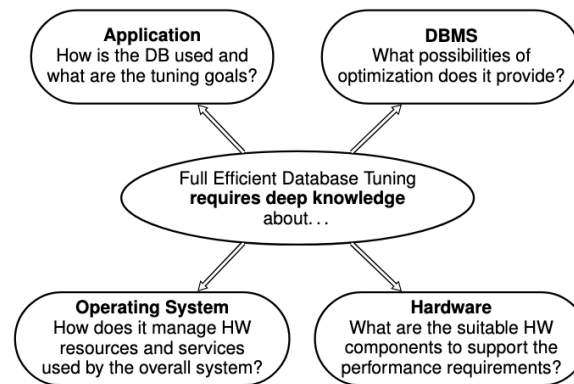 Application
How is the DB used and
what are the tuning goals?
DBMS
What possibilities of
optimization does it provide?
Full Efficient Database Tuning
requires deep knowledge
about...
Operating System
How does it manage HW
resources and services
used by the overall system?
Hardware
What are the suitable HW
components to support the
performance requirements?